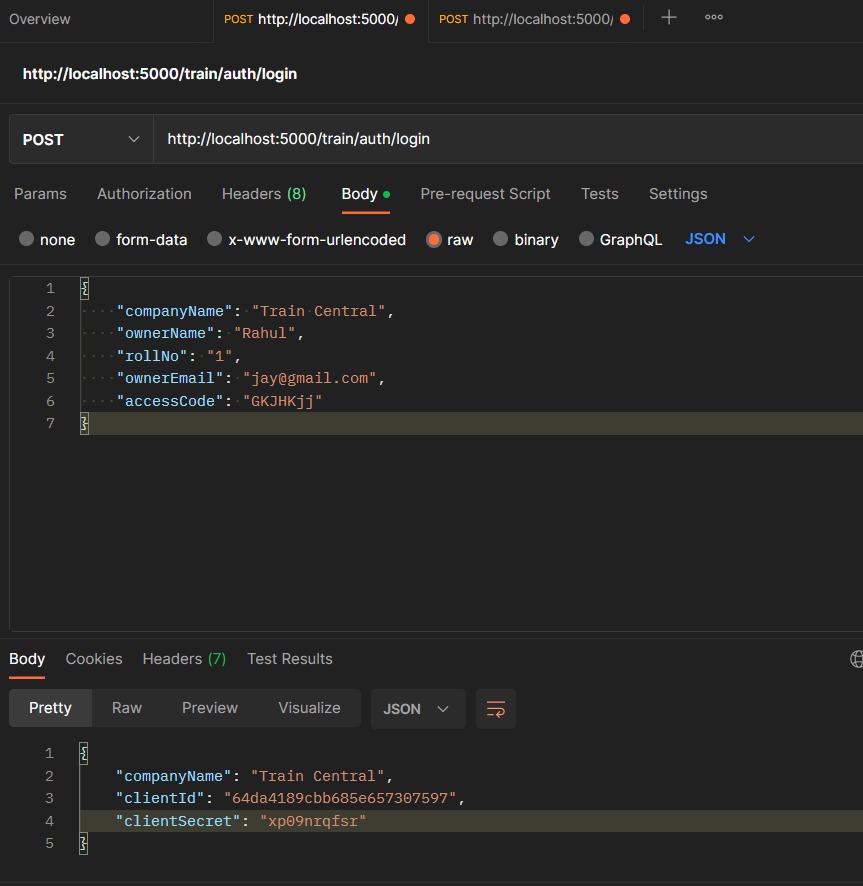 Overview
POST http://localhost:5000/
POST http://localhost:5000/
http://localhost:5000/train/auth/login
POST http://localhost:5000/train/auth/login
Params Authorization Headers (8) Body Pre-request Script Tests Settings
none form-data x-www-form-urlencoded raw binary GraphQL JSON
1 {
2 "companyName": "Train Central",
3 "ownerName": "Rahul",
4 "rollNo": "1",
5 "ownerEmail": "jay@gmail.com",
6 "accessCode": "GKJHKjj"
7 }
Body Cookies Headers (7) Test Results
Pretty Raw Preview Visualize JSON
1 {
2 "companyName": "Train Central",
3 "clientId": "64da4189cbb685e657307597",
4 "clientSecret": "xp09nrqfsr"
5 }